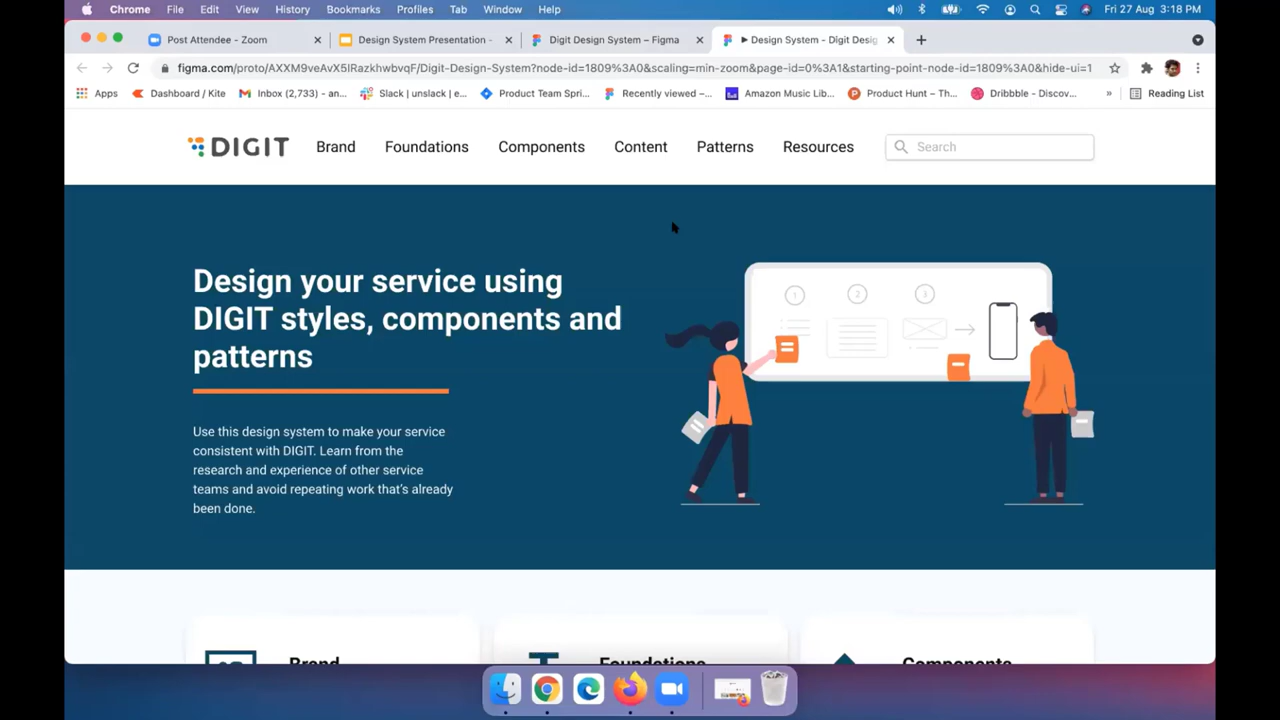 Chrome File Edit View History Bookmarks Profiles Tab Window Help Fri 27 Aug 3:18 PM
Post Attendee - Zoom Design System Presentation - Digit Design System – Figma Design System - Digit Desig
figma.com/proto/AXXM9veAvX5IRazkhwbvqF/Digit-Design-System?node-id=1809%3A0&scaling=min-zoom&page-id=0%3A1&starting-point-node-id=1809%3A0&hide-ui=1
Apps Dashboard / Kite Inbox (2,733) - an... Slack | unslack | e... Product Team Spri... Recently viewed –... Amazon Music Lib... Product Hunt – Th... Dribbble - Discov... » Reading List
DIGIT Brand Foundations Components Content Patterns Resources Search
Design your service using
DIGIT styles, components and
patterns
1 2 3
Use this design system to make your service
consistent with DIGIT. Learn from the
research and experience of other service
teams and avoid repeating work that's already
been done.
Brand Foundations Components